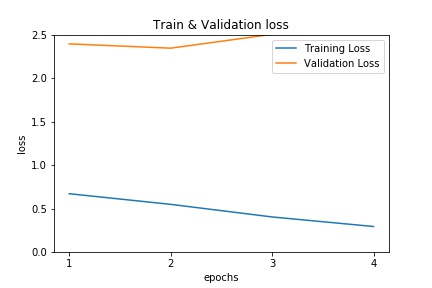 Train & Validation loss
Training Loss
Validation Loss
loss
2.5
2.0
1.5
1.0
0.5
0.0
1 2 3 4
epochs